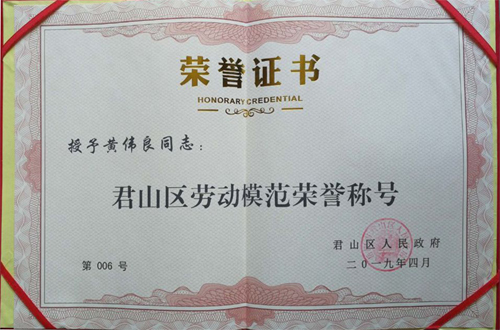 荣誉证书
HONORARY CREDENTIAL
授予黄伟良同志：
君山区劳动模范荣誉称号
君山区人民政府
第 006 号
二0一九年四月